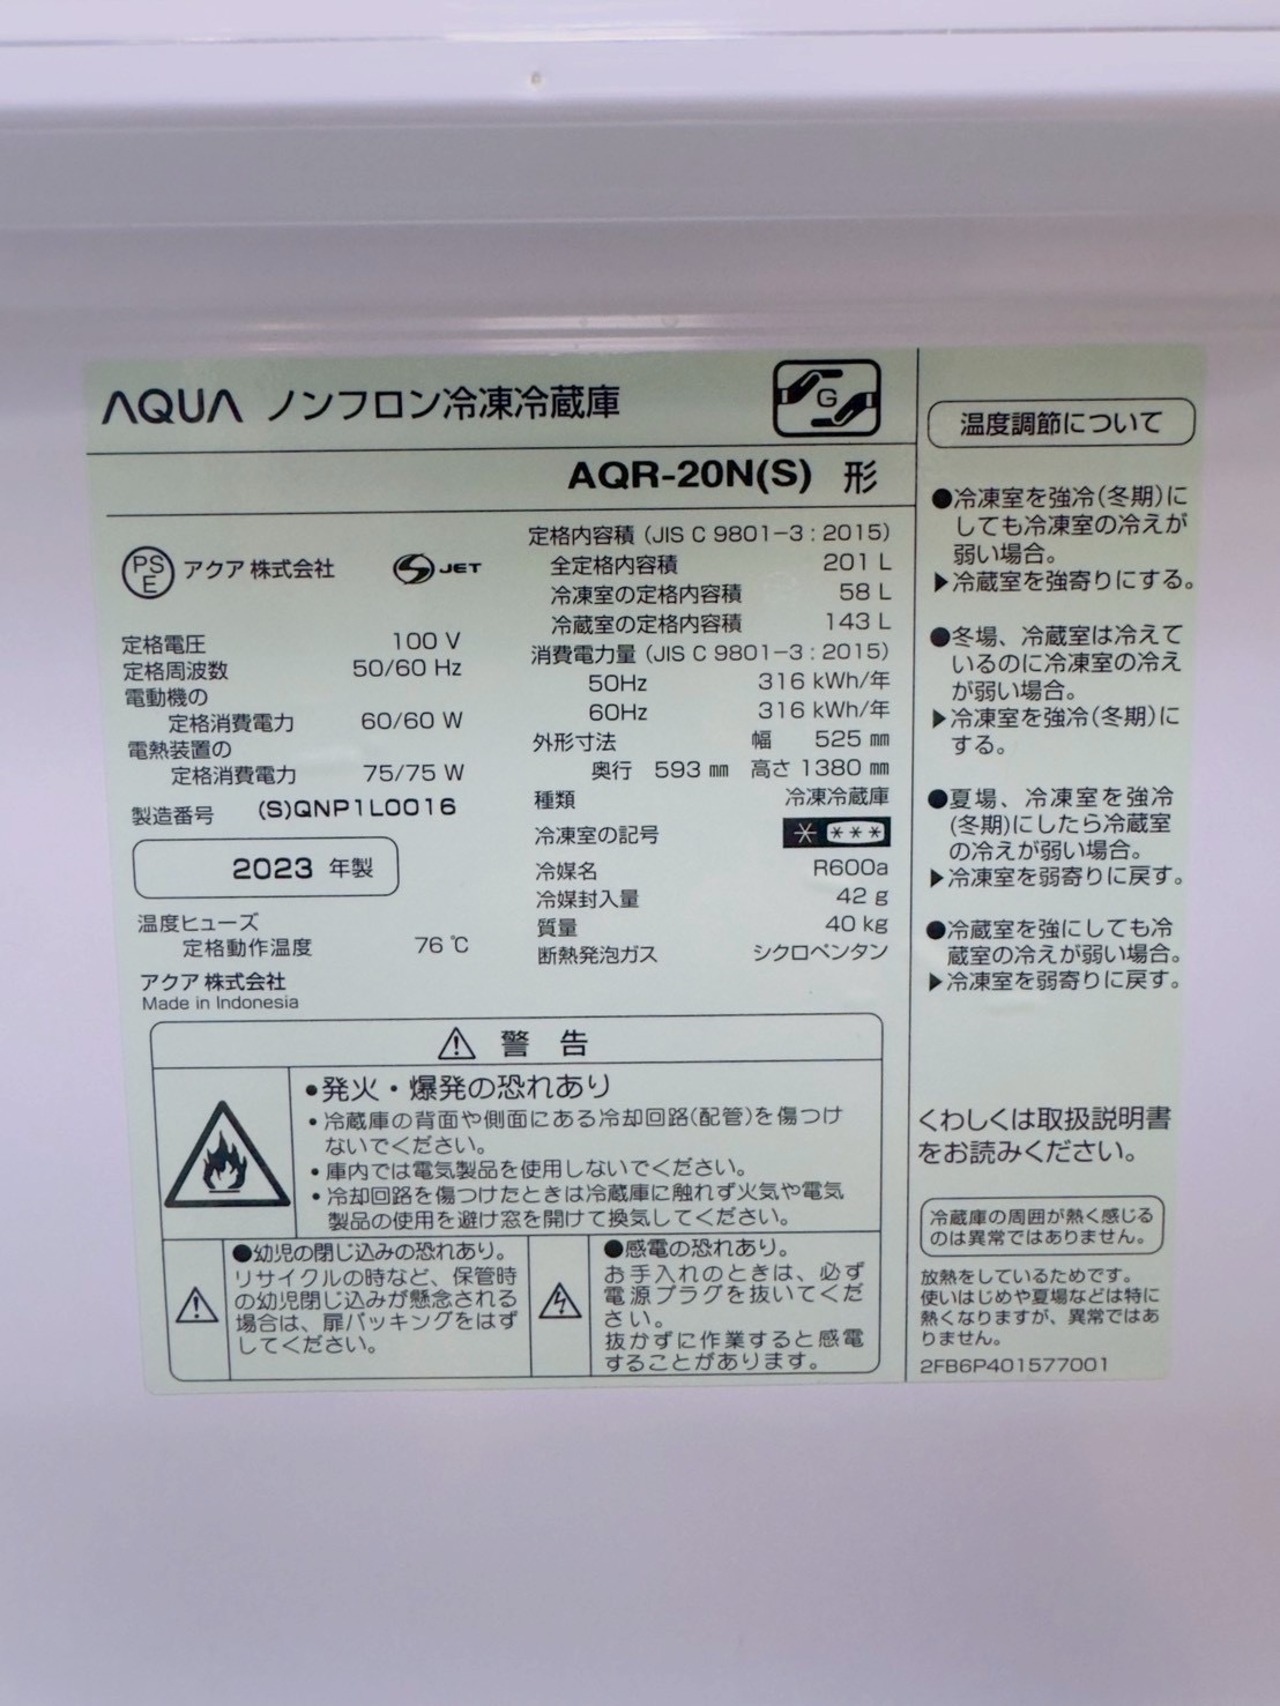 AQUA ノンフロン冷凍冷蔵庫
G
AQR-20N(S) 形
PS E アクア 株式会社 S JET
定格電圧 100 V
定格周波数 50/60 Hz
電動機の
定格消費電力 60/60 W
電熱装置の
定格消費電力 75/75 W
製造番号 (S)QNP1L0016
2023 年製
温度ヒューズ
定格動作温度 76 ℃
アクア 株式会社
Made in Indonesia
定格内容積 (JIS C 9801-3 : 2015)
全定格内容積 201 L
冷凍室の定格内容積 58 L
冷蔵室の定格内容積 143 L
消費電力量 (JIS C 9801-3 : 2015)
50Hz 316 kWh/年
60Hz 316 kWh/年
外形寸法 幅 525 ㎜
奥行 593 ㎜ 高さ 1380 ㎜
種類 冷凍冷蔵庫
冷凍室の記号 * ***
冷媒名 R600a
冷媒封入量 42 g
質量 40 kg
断熱発泡ガス シクロペンタン
⚠ 警 告
●発火・爆発の恐れあり
・冷蔵庫の背面や側面にある冷却回路(配管)を傷つけ
ないでください。
・庫内では電気製品を使用しないでください。
・冷却回路を傷つけたときは冷蔵庫に触れず火気や電気
製品の使用を避け窓を開けて換気してください。
●幼児の閉じ込みの恐れあり。
リサイクルの時など、保管時
の幼児閉じ込みが懸念される
場合は、扉パッキングをはず
してください。
●感電の恐れあり。
お手入れのときは、必ず
電源プラグを抜いてくだ
さい。
抜かずに作業すると感電
することがあります。
温度調節について
●冷凍室を強冷(冬期)に
しても冷凍室の冷えが
弱い場合。
▶冷蔵室を強寄りにする。
●冬場、冷蔵室は冷えて
いるのに冷凍室の冷え
が弱い場合。
▶冷凍室を強冷(冬期)に
する。
●夏場、冷凍室を強冷
(冬期)にしたら冷蔵室
の冷えが弱い場合。
▶冷凍室を弱寄りに戻す。
●冷蔵室を強にしても冷
蔵室の冷えが弱い場合。
▶冷凍室を弱寄りに戻す。
くわしくは取扱説明書
をお読みください。
冷蔵庫の周囲が熱く感じる
のは異常ではありません。
放熱をしているためです。
使いはじめや夏場などは特に
熱くなりますが、異常ではあ
りません。
2FB6P401577001